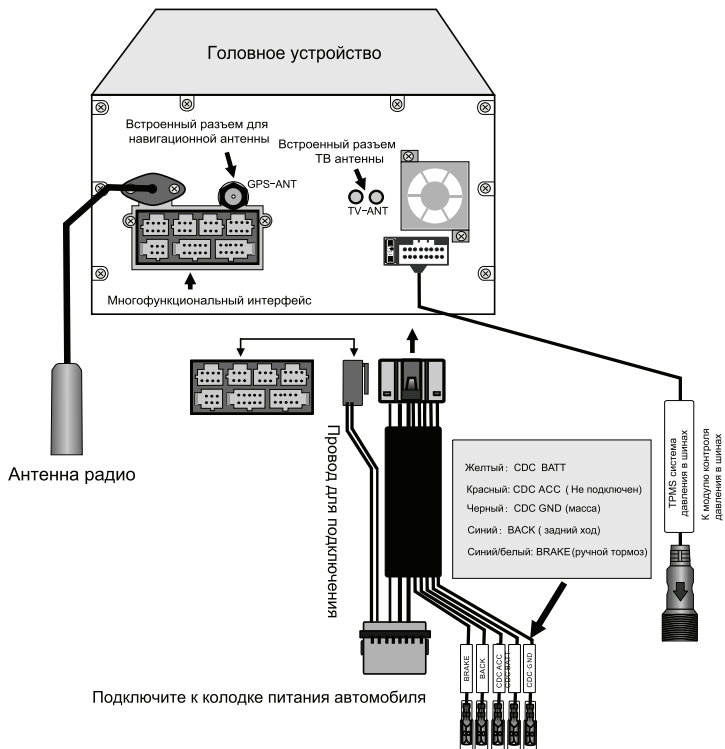 Головное устройство
Встроенный разъем для
навигационной антенны
Встроенный разъем
ТВ антенны
GPS-ANT
TV-ANT
Многофункциональный интерфейс
Антенна радио
Провод для подключения
Желтый: CDC BATT
Красный: CDC ACC ( Не подключен)
Черный: CDC GND (масса)
Синий: BACK ( задний ход)
Синий/белый: BRAKE (ручной тормоз)
TPMS система
давления в шинах
К модулю контроля
давления в шинах
BRAKE
BACK
CDC ACC
CDC BATT
CDC GND
Подключите к колодке питания автомобиля